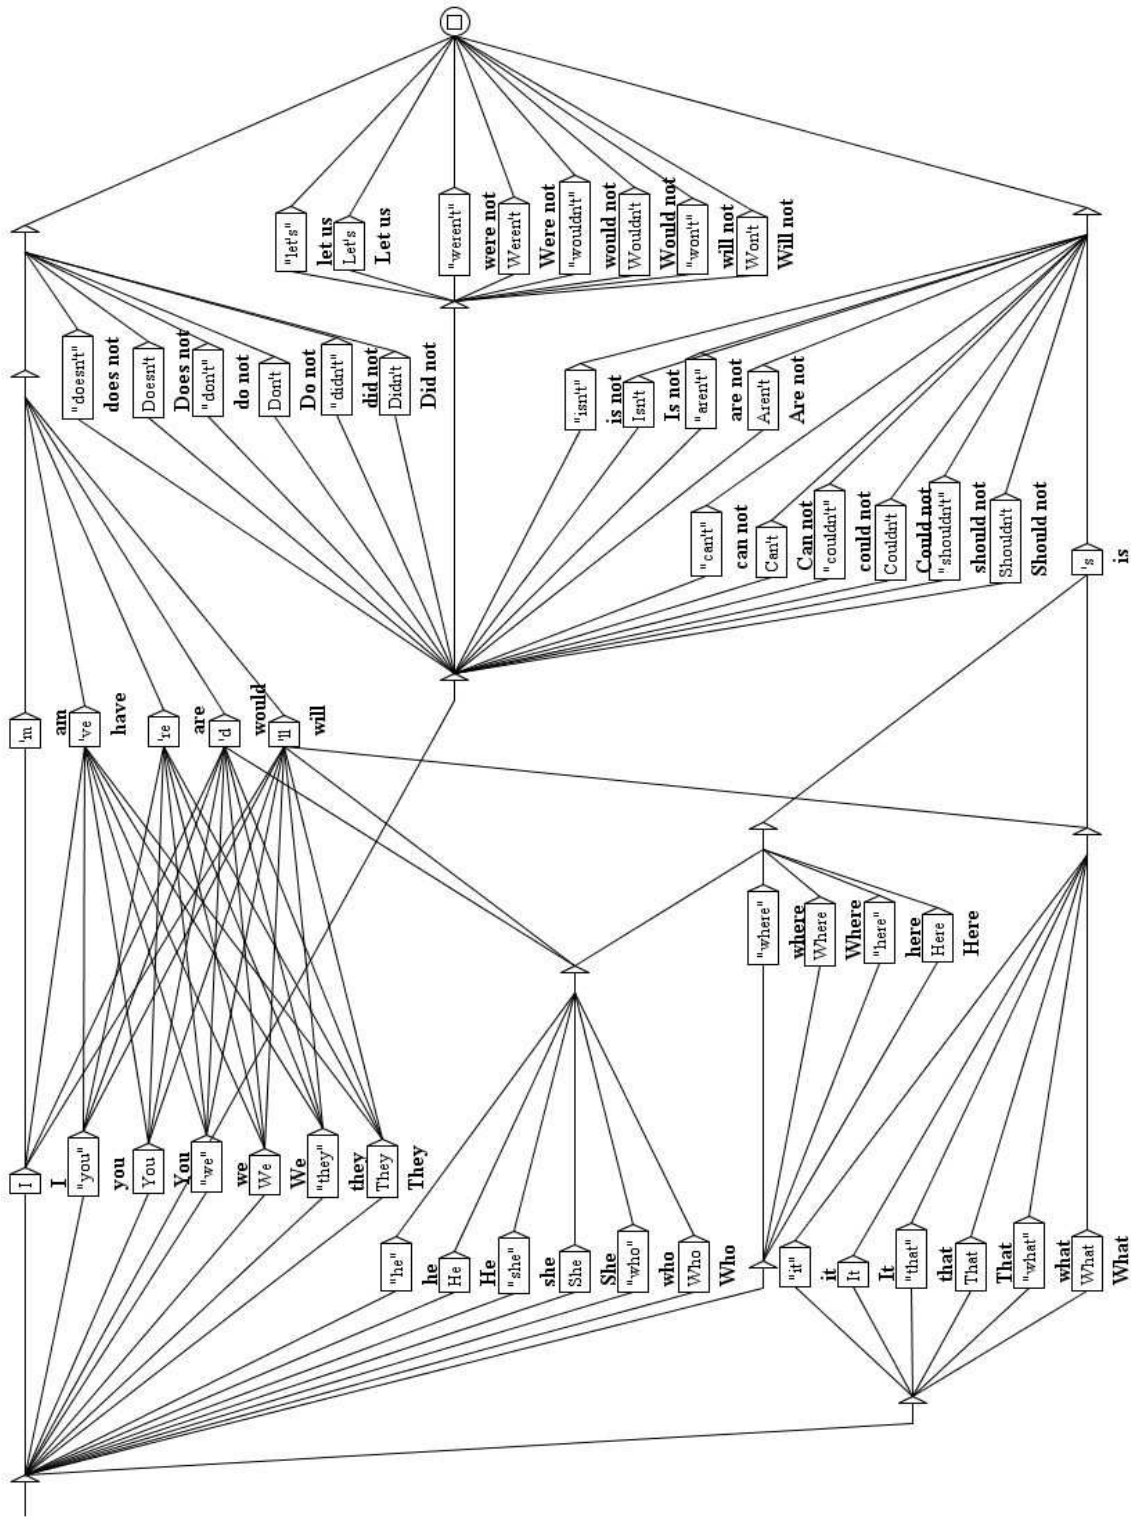 I
I
"you"
you
You
You
"we"
we
We
We
"they"
they
They
They
"he"
he
He
He
"she"
she
She
She
"who"
who
Who
Who
"it"
it
It
It
"that"
that
That
That
"what"
what
What
What
"where"
where
Where
Where
"here"
here
Here
Here
'm
am
've
have
're
are
'd
would
'll
will
's
is
"can't"
can not
Can't
Can not
"couldn't"
could not
Couldn't
Could not
"shouldn't"
should not
Shouldn't
Should not
"doesn't"
does not
Doesn't
Does not
"don't"
do not
Don't
Do not
"didn't"
did not
Didn't
Did not
"isn't"
is not
Isn't
Is not
"aren't"
are not
Aren't
Are not
"let's"
let us
Let's
Let us
"weren't"
were not
Weren't
Were not
"wouldn't"
would not
Wouldn't
Would not
"won't"
will not
Won't
Will not